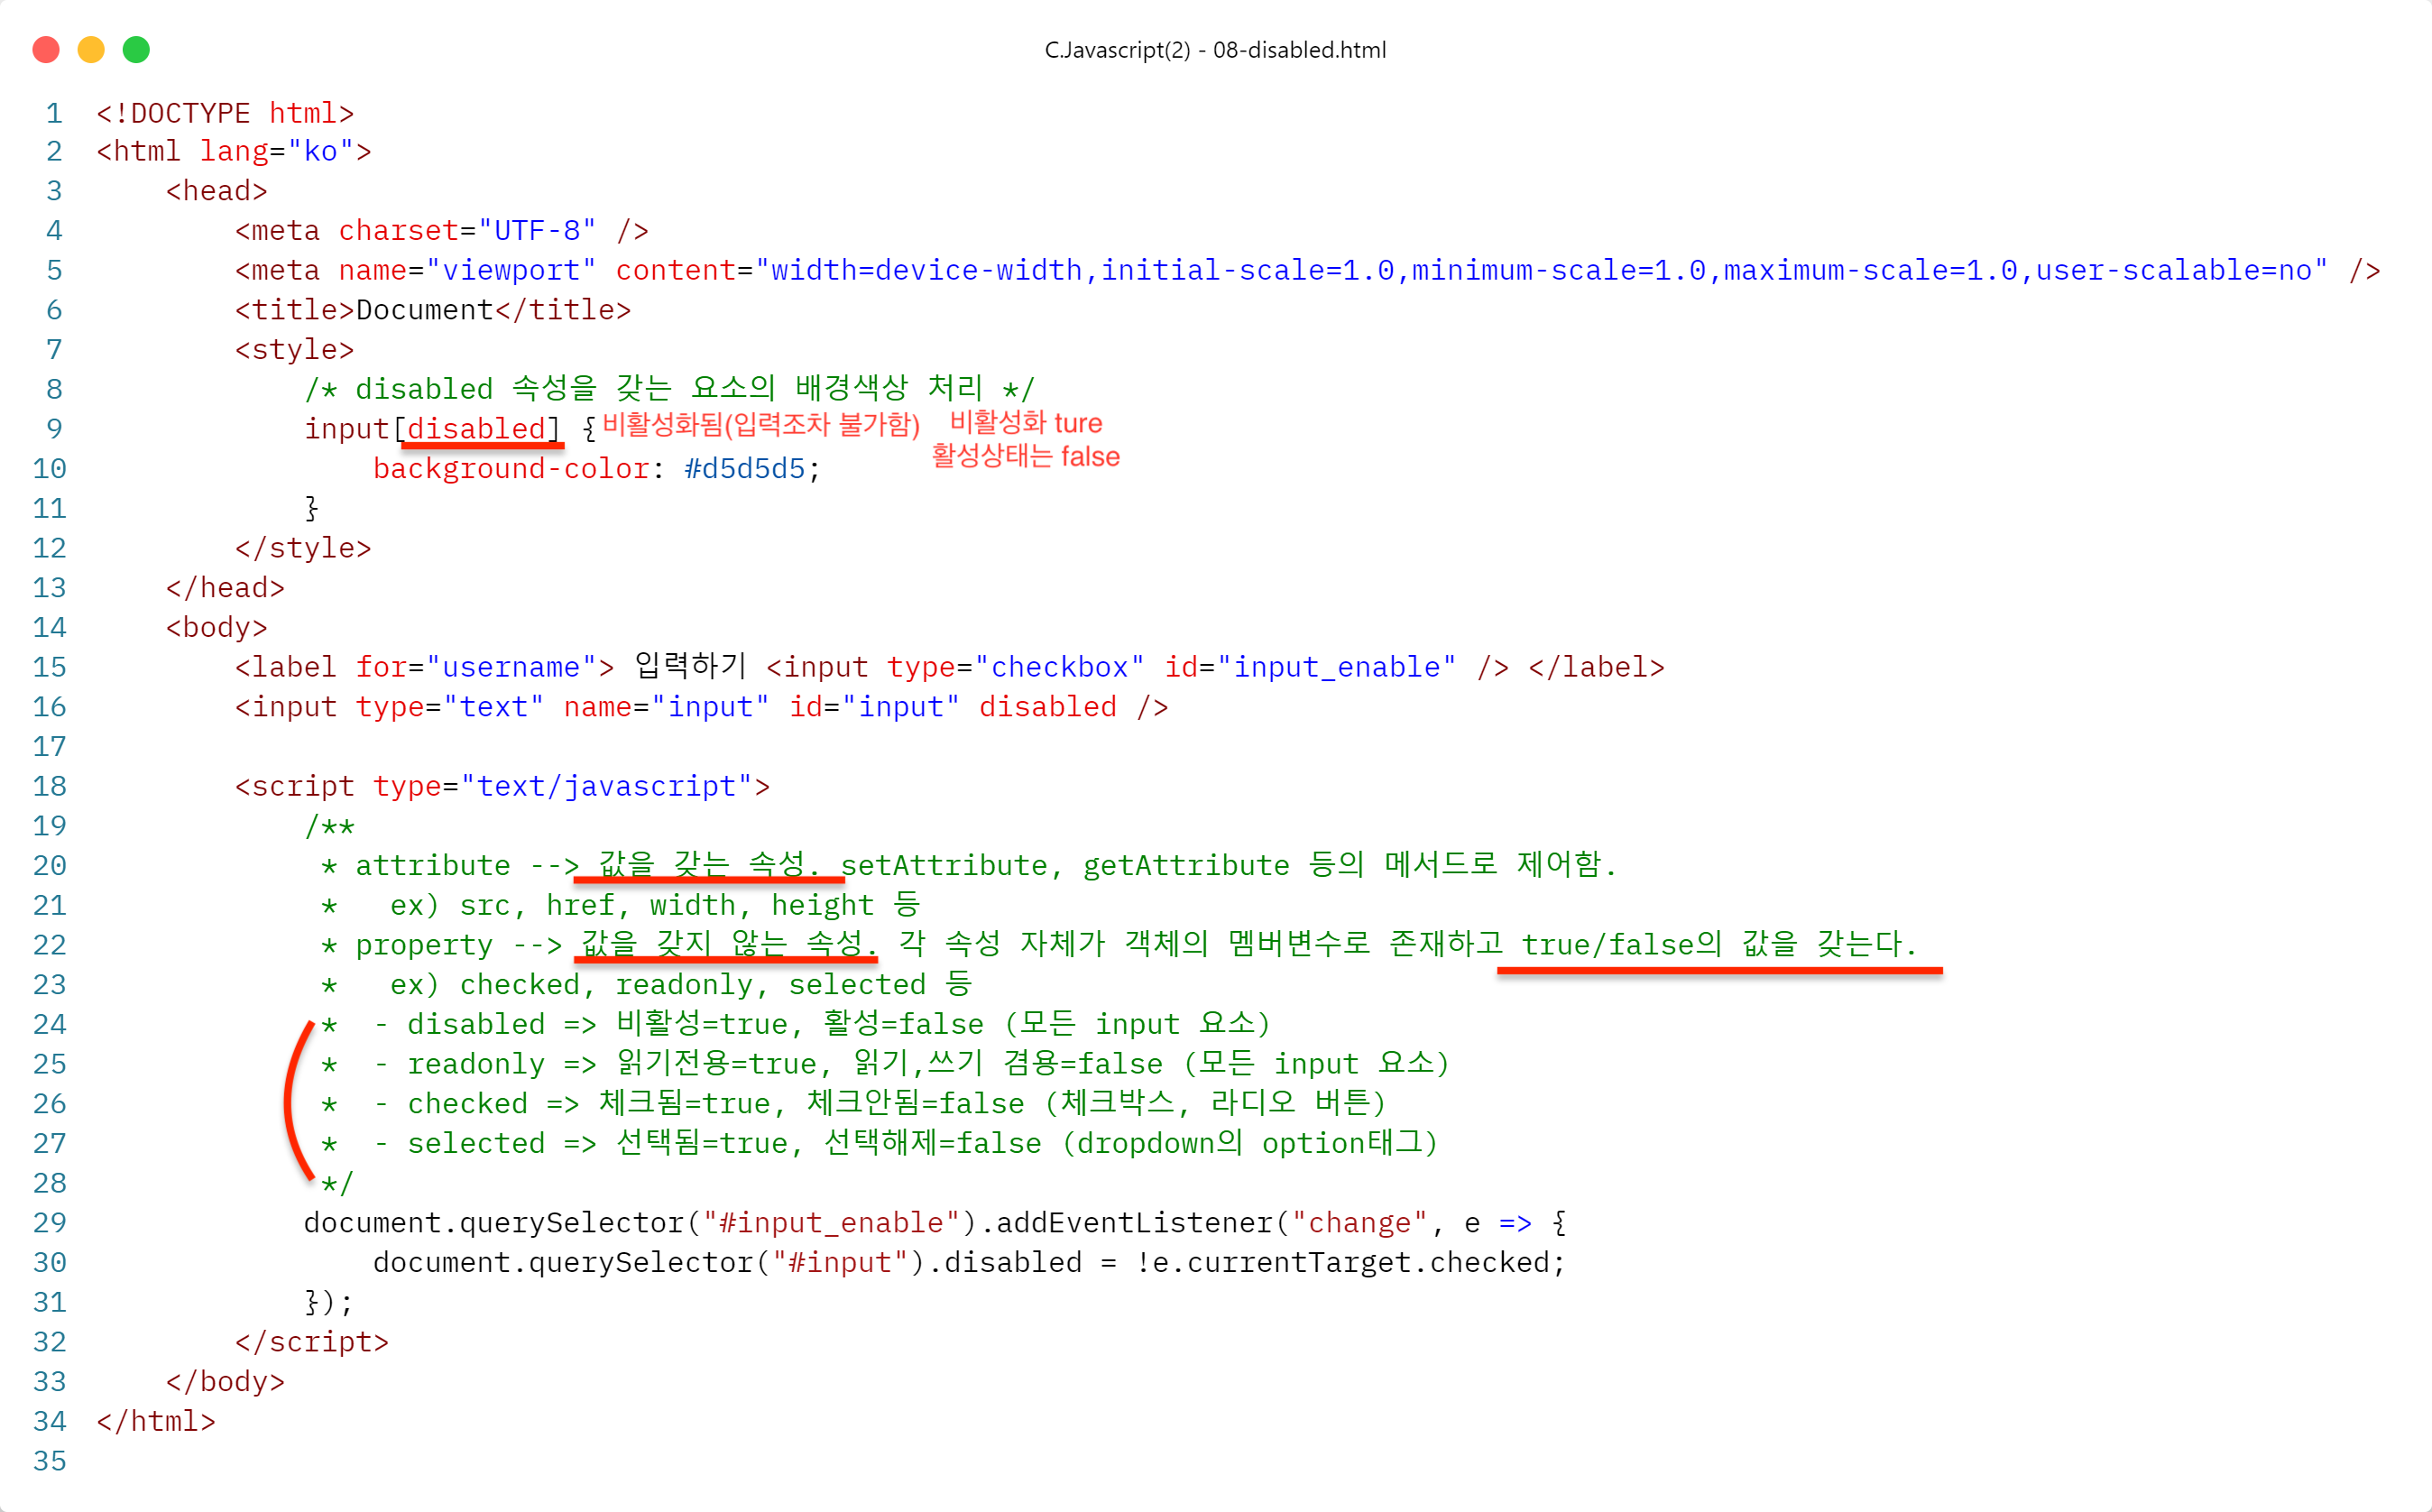 C.Javascript(2) - 08-disabled.html
1 <!DOCTYPE html>
2 <html lang="ko">
3     <head>
4         <meta charset="UTF-8" />
5         <meta name="viewport" content="width=device-width,initial-scale=1.0,minimum-scale=1.0,maximum-scale=1.0,user-scalable=no" />
6         <title>Document</title>
7         <style>
8             /* disabled 속성을 갖는 요소의 배경색상 처리 */
9             input[disabled] { 비활성화됨(입력조차 불가함) 비활성화 ture
활성상태는 false
10                 background-color: #d5d5d5;
11             }
12         </style>
13     </head>
14     <body>
15         <label for="username"> 입력하기 <input type="checkbox" id="input_enable" /> </label>
16         <input type="text" name="input" id="input" disabled />
17
18         <script type="text/javascript">
19             /**
20              * attribute --> 값을 갖는 속성. setAttribute, getAttribute 등의 메서드로 제어함.
21              *   ex) src, href, width, height 등
22              * property --> 값을 갖지 않는 속성. 각 속성 자체가 객체의 멤버변수로 존재하고 true/false의 값을 갖는다.
23              *   ex) checked, readonly, selected 등
24              *  - disabled => 비활성=true, 활성=false (모든 input 요소)
25              *  - readonly => 읽기전용=true, 읽기,쓰기 겸용=false (모든 input 요소)
26              *  - checked => 체크됨=true, 체크안됨=false (체크박스, 라디오 버튼)
27              *  - selected => 선택됨=true, 선택해제=false (dropdown의 option태그)
28              */
29             document.querySelector("#input_enable").addEventListener("change", e => {
30                 document.querySelector("#input").disabled = !e.currentTarget.checked;
31             });
32         </script>
33     </body>
34 </html>
35